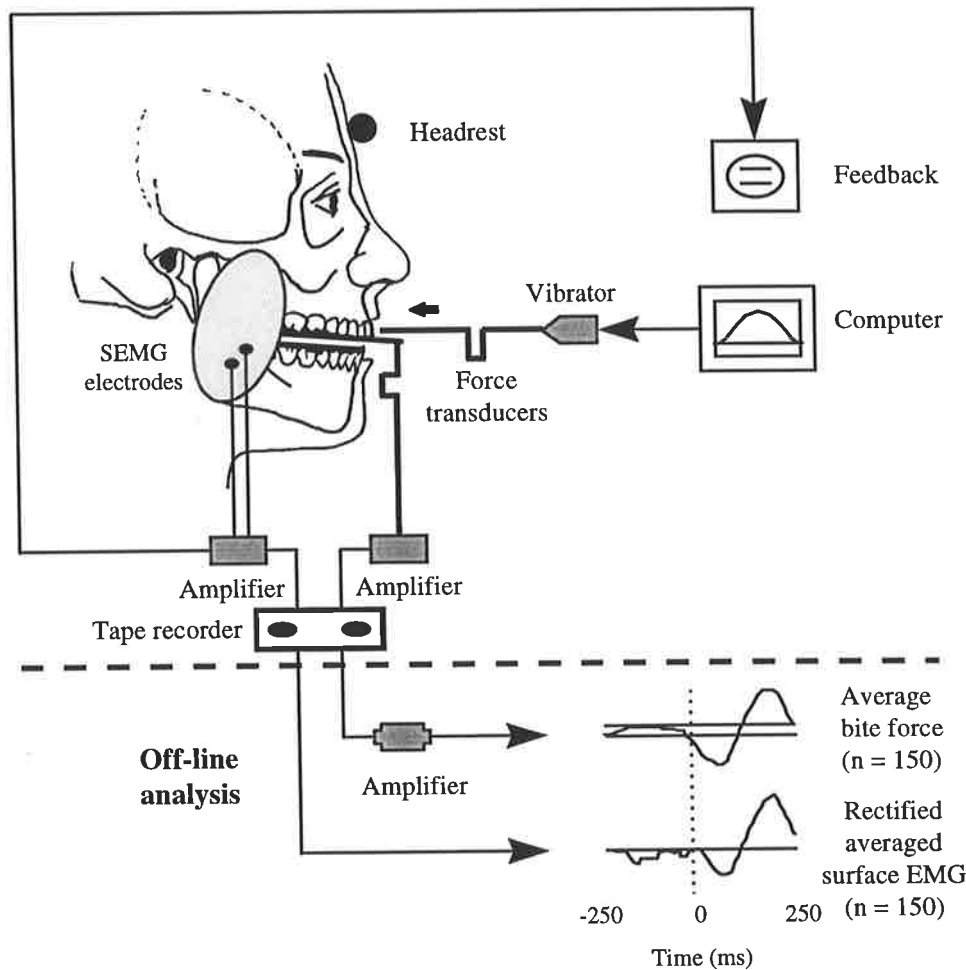 Headrest
Feedback
Vibrator
Computer
SEMG
electrodes
Force
transducers
Amplifier
Amplifier
Tape recorder
Off-line
analysis
Amplifier
Average
bite force
(n = 150)
Rectified
averaged
surface EMG
(n = 150)
-250 0 250
Time (ms)